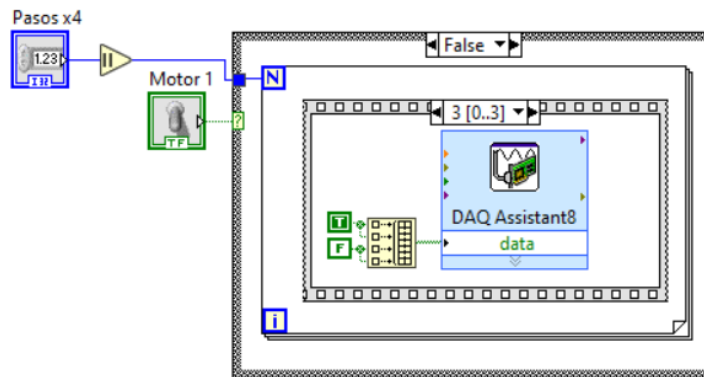 Pasos x4
1.23
I32
Motor 1
TF
False
?
N
3 [0..3]
DAQ Assistant8
data
T
F
i